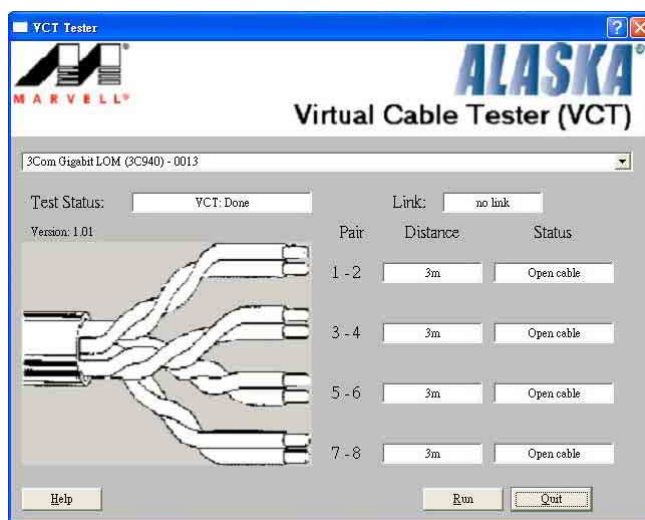 VCT Tester
MARVELL®
ALASKA®
Virtual Cable Tester (VCT)
3Com Gigabit LOM (3C940) - 0013
Test Status: VCT: Done Link: no link
Version: 1.01 Pair Distance Status
1 - 2 3m Open cable
3 - 4 3m Open cable
5 - 6 3m Open cable
7 - 8 3m Open cable
Help Run Quit